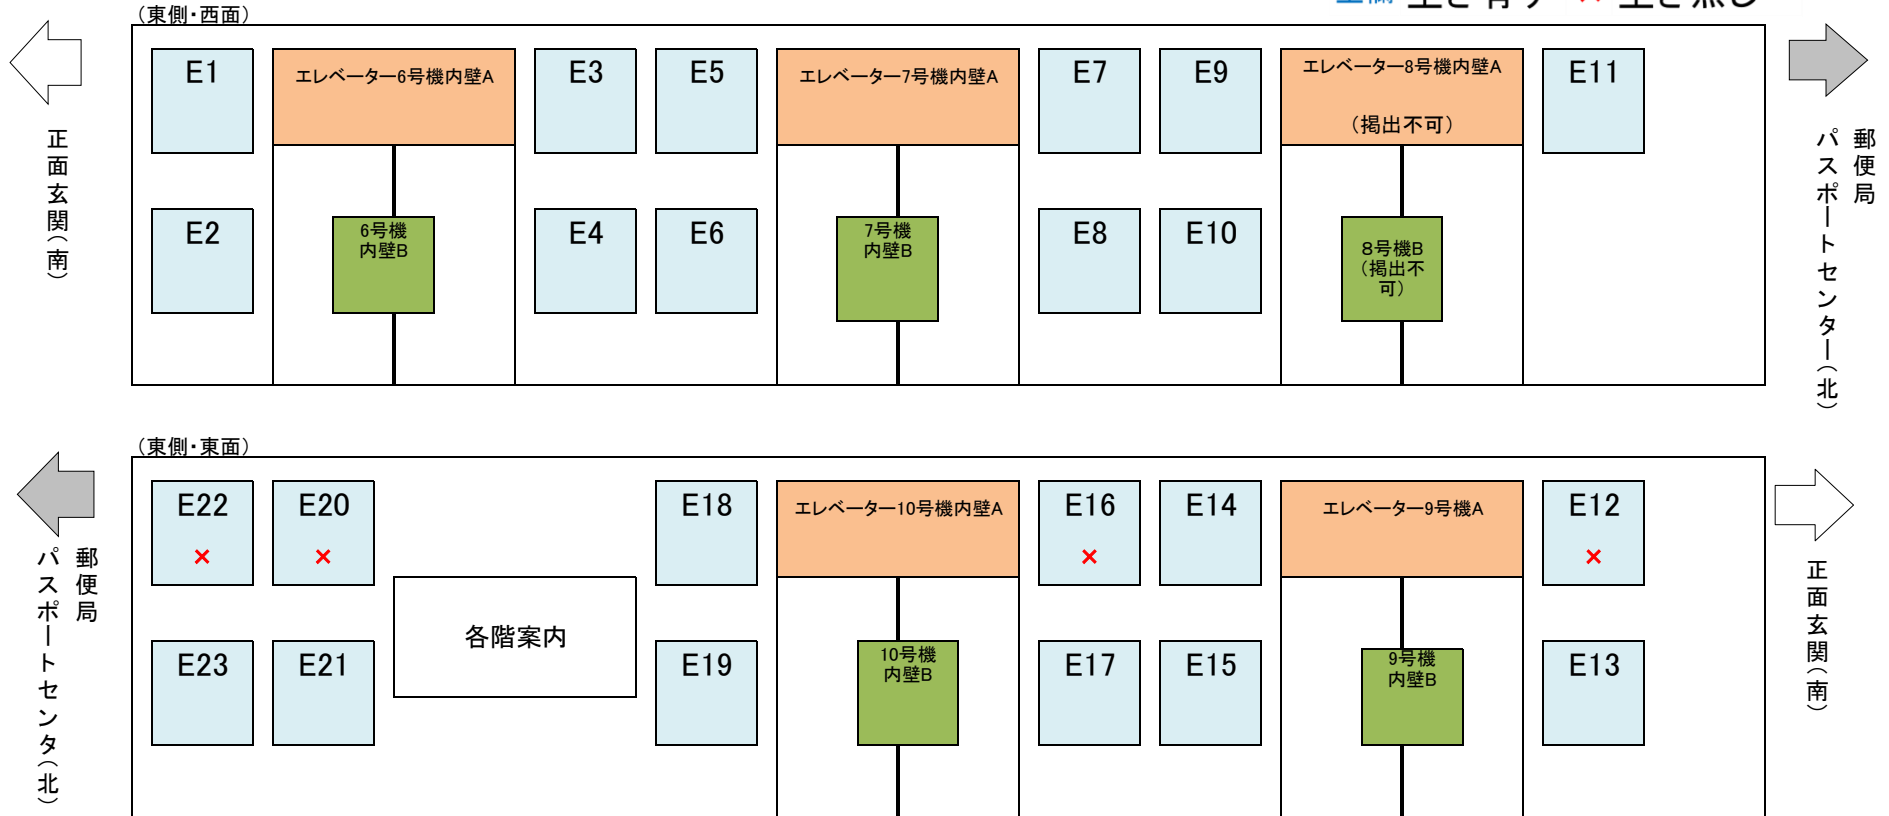 （東側・西面）
E1
エレベーター6号機内壁A
E3
E5
エレベーター7号機内壁A
E7
E9
エレベーター8号機内壁A
（掲出不可）
E11
正面玄関（南）
郵便局
パスポートセンター（北）
E2
6号機
内壁B
E4
E6
7号機
内壁B
E8
E10
8号機B
（掲出不
可）
（東側・東面）
E22
×
E20
×
E18
エレベーター10号機内壁A
E16
×
E14
エレベーター9号機A
E12
×
郵便局
パスポートセンタ（北）
正面玄関（南）
各階案内
E23
E21
E19
10号機
内壁B
E17
E15
9号機
内壁B
E13